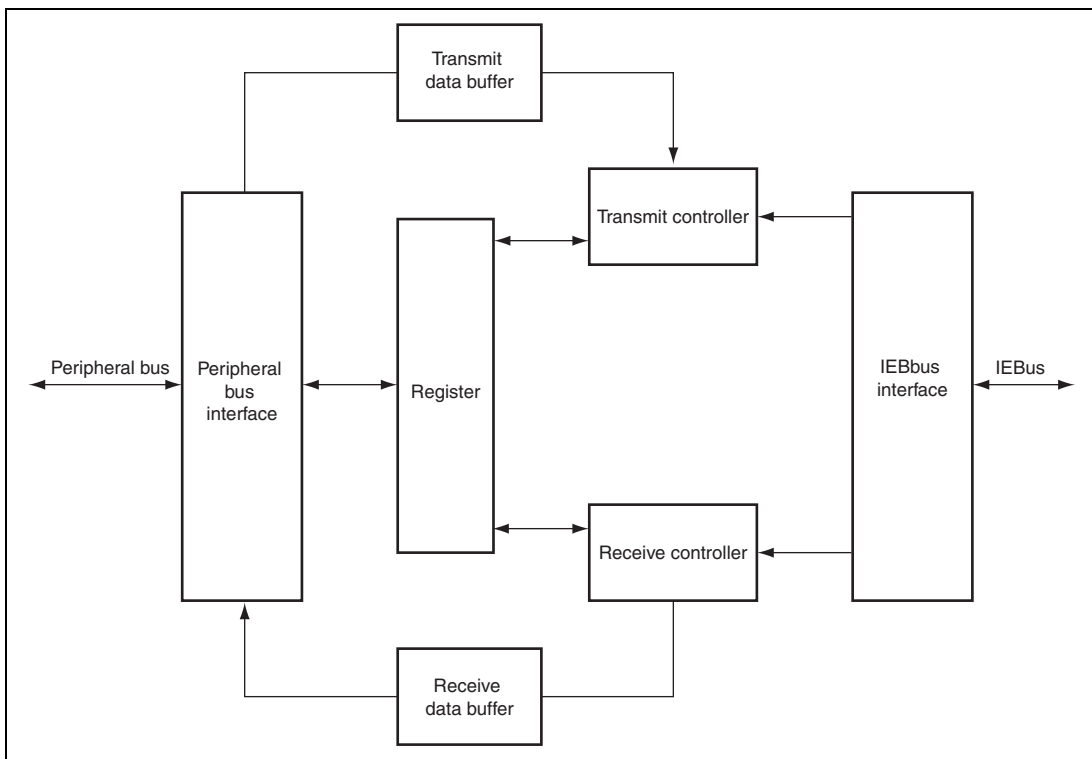 Transmit
data buffer
Transmit controller
Peripheral bus
Peripheral
bus
interface
Register
IEBbus
interface
IEBus
Receive controller
Receive
data buffer